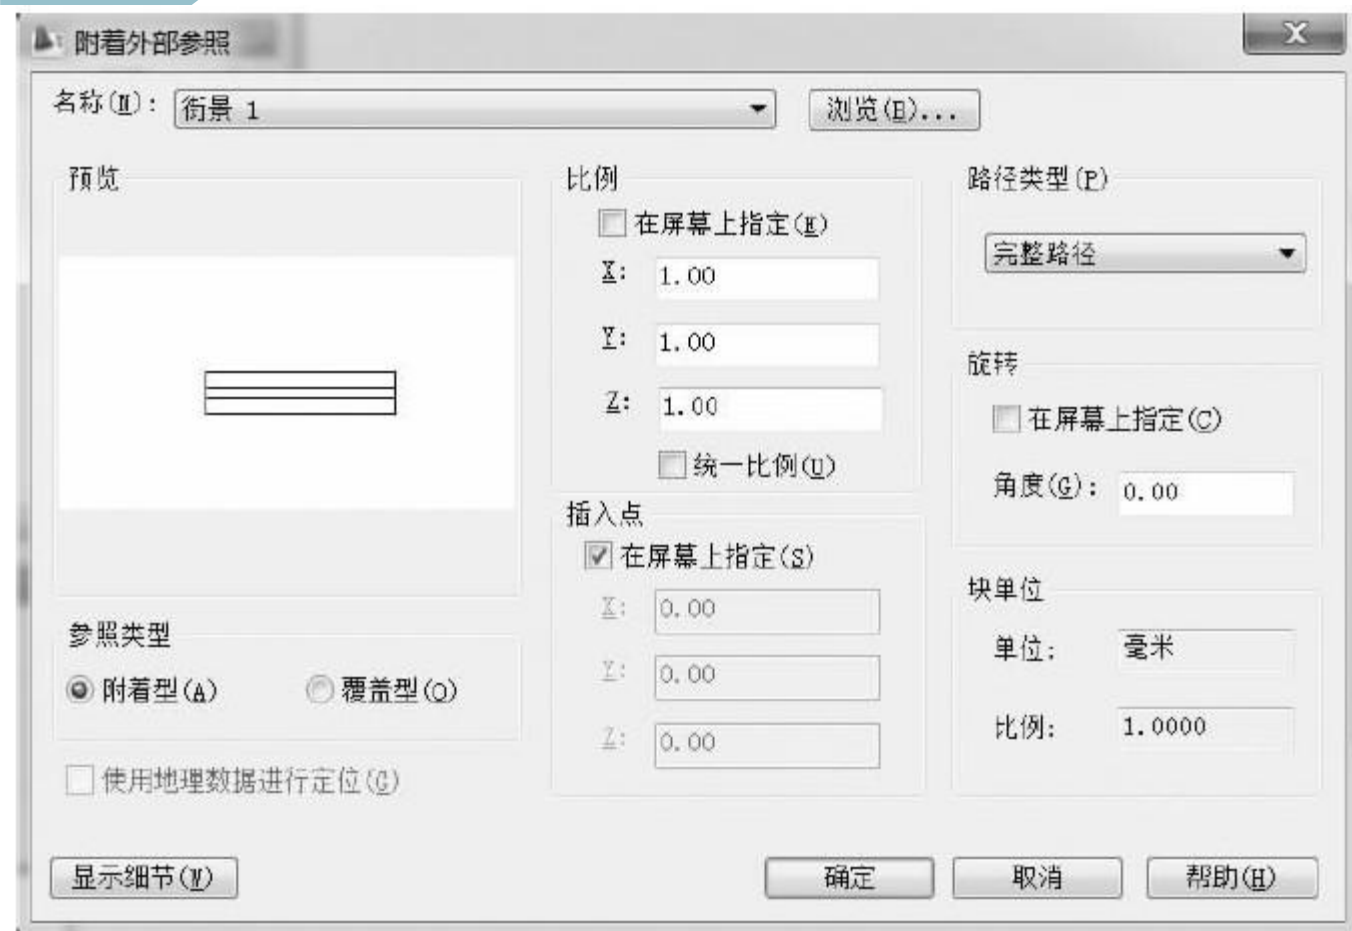 附着外部参照
名称(N): 街景 1 浏览(B)...
预览
比例
在屏幕上指定(E)
X: 1.00
Y: 1.00
Z: 1.00
统一比例(U)
路径类型(P)
完整路径
旋转
在屏幕上指定(C)
角度(G): 0.00
插入点
在屏幕上指定(S)
X: 0.00
Y: 0.00
Z: 0.00
块单位
单位: 毫米
比例: 1.0000
参照类型
附着型(A) 覆盖型(O)
使用地理数据进行定位(G)
显示细节(W) 确定 取消 帮助(H)